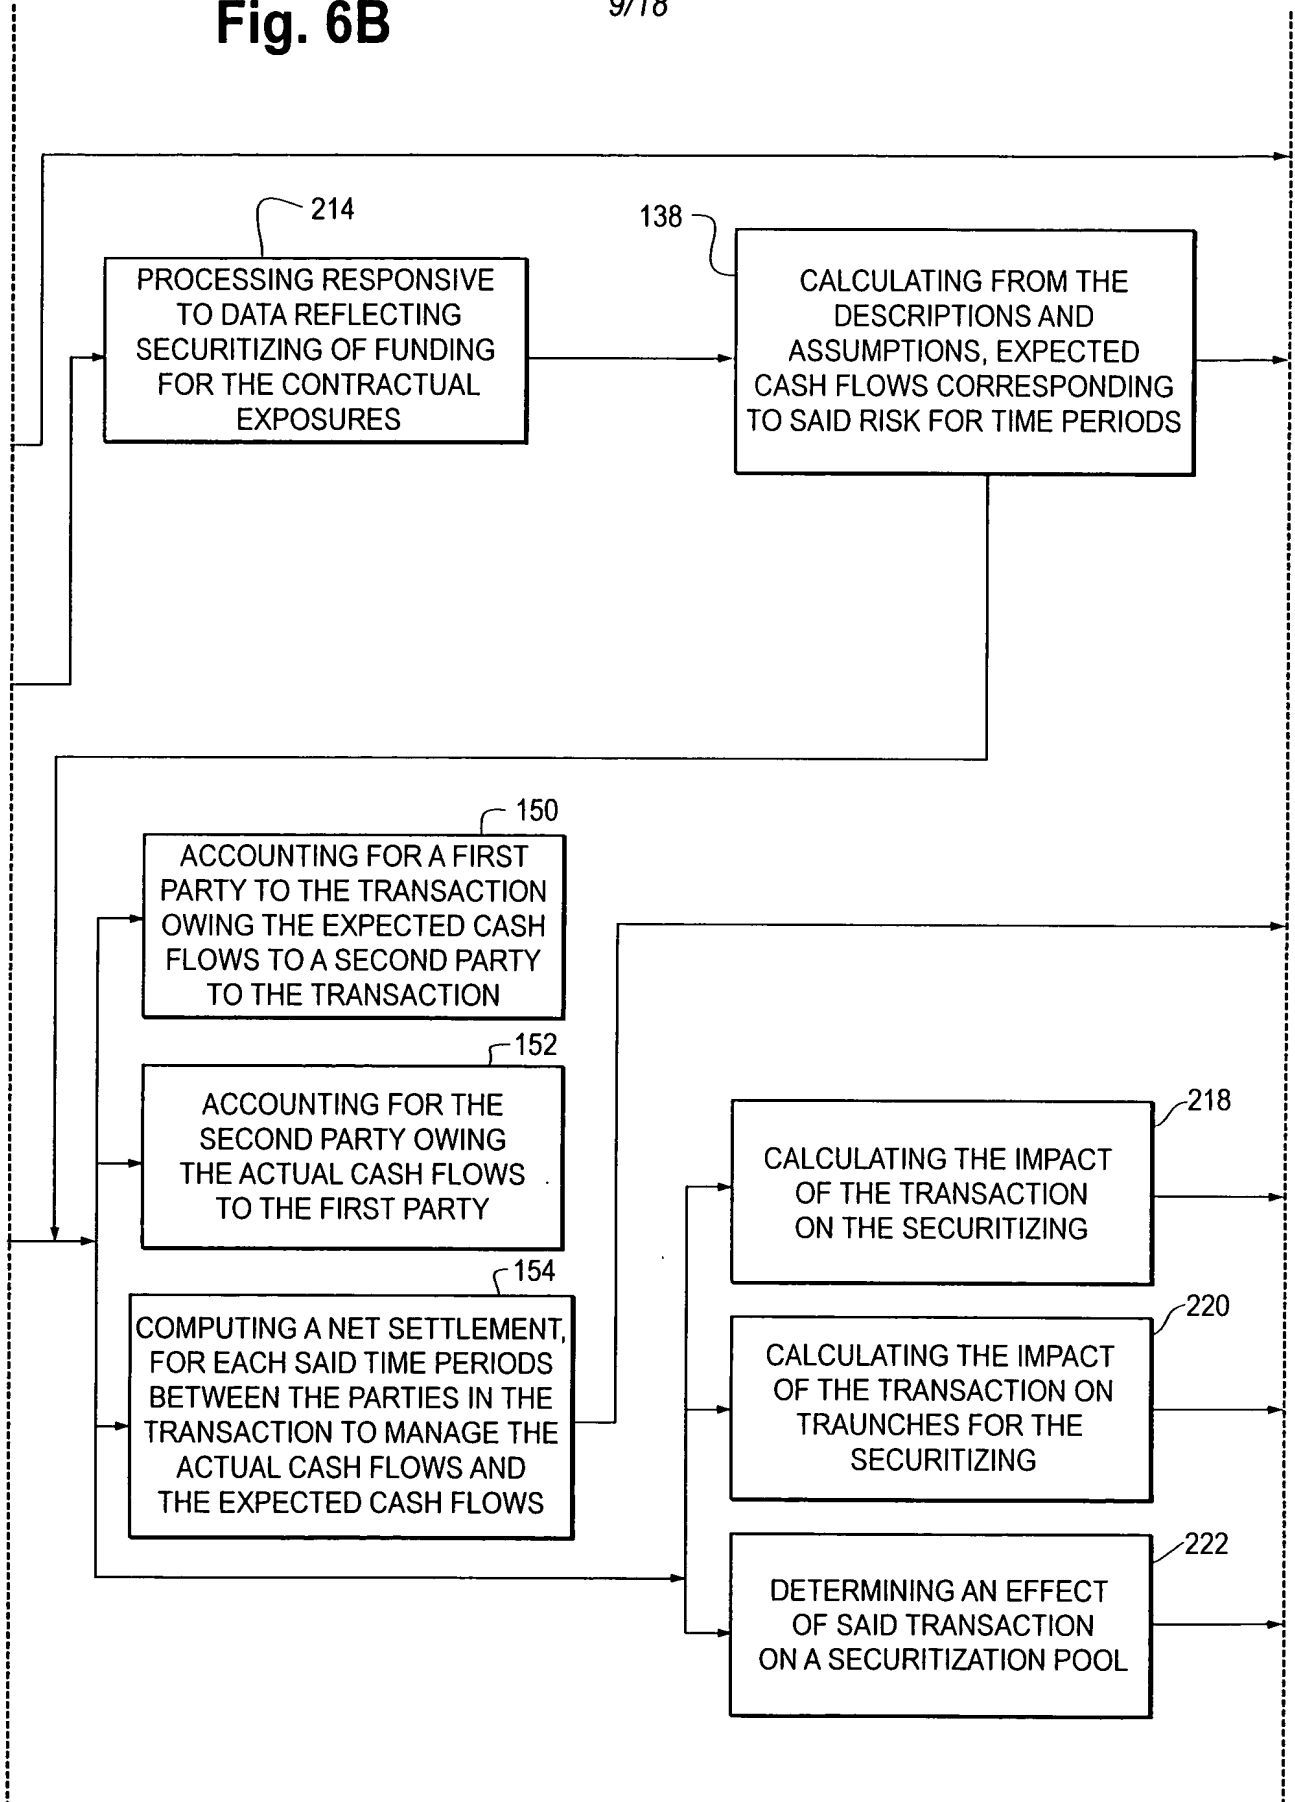 Fig. 6B
9/18
214
PROCESSING RESPONSIVE
TO DATA REFLECTING
SECURITIZING OF FUNDING
FOR THE CONTRACTUAL
EXPOSURES
138
CALCULATING FROM THE
DESCRIPTIONS AND
ASSUMPTIONS, EXPECTED
CASH FLOWS CORRESPONDING
TO SAID RISK FOR TIME PERIODS
150
ACCOUNTING FOR A FIRST
PARTY TO THE TRANSACTION
OWING THE EXPECTED CASH
FLOWS TO A SECOND PARTY
TO THE TRANSACTION
152
ACCOUNTING FOR THE
SECOND PARTY OWING
THE ACTUAL CASH FLOWS
TO THE FIRST PARTY
154
COMPUTING A NET SETTLEMENT,
FOR EACH SAID TIME PERIODS
BETWEEN THE PARTIES IN THE
TRANSACTION TO MANAGE THE
ACTUAL CASH FLOWS AND
THE EXPECTED CASH FLOWS
218
CALCULATING THE IMPACT
OF THE TRANSACTION
ON THE SECURITIZING
220
CALCULATING THE IMPACT
OF THE TRANSACTION ON
TRAUNCHES FOR THE
SECURITIZING
222
DETERMINING AN EFFECT
OF SAID TRANSACTION
ON A SECURITIZATION POOL